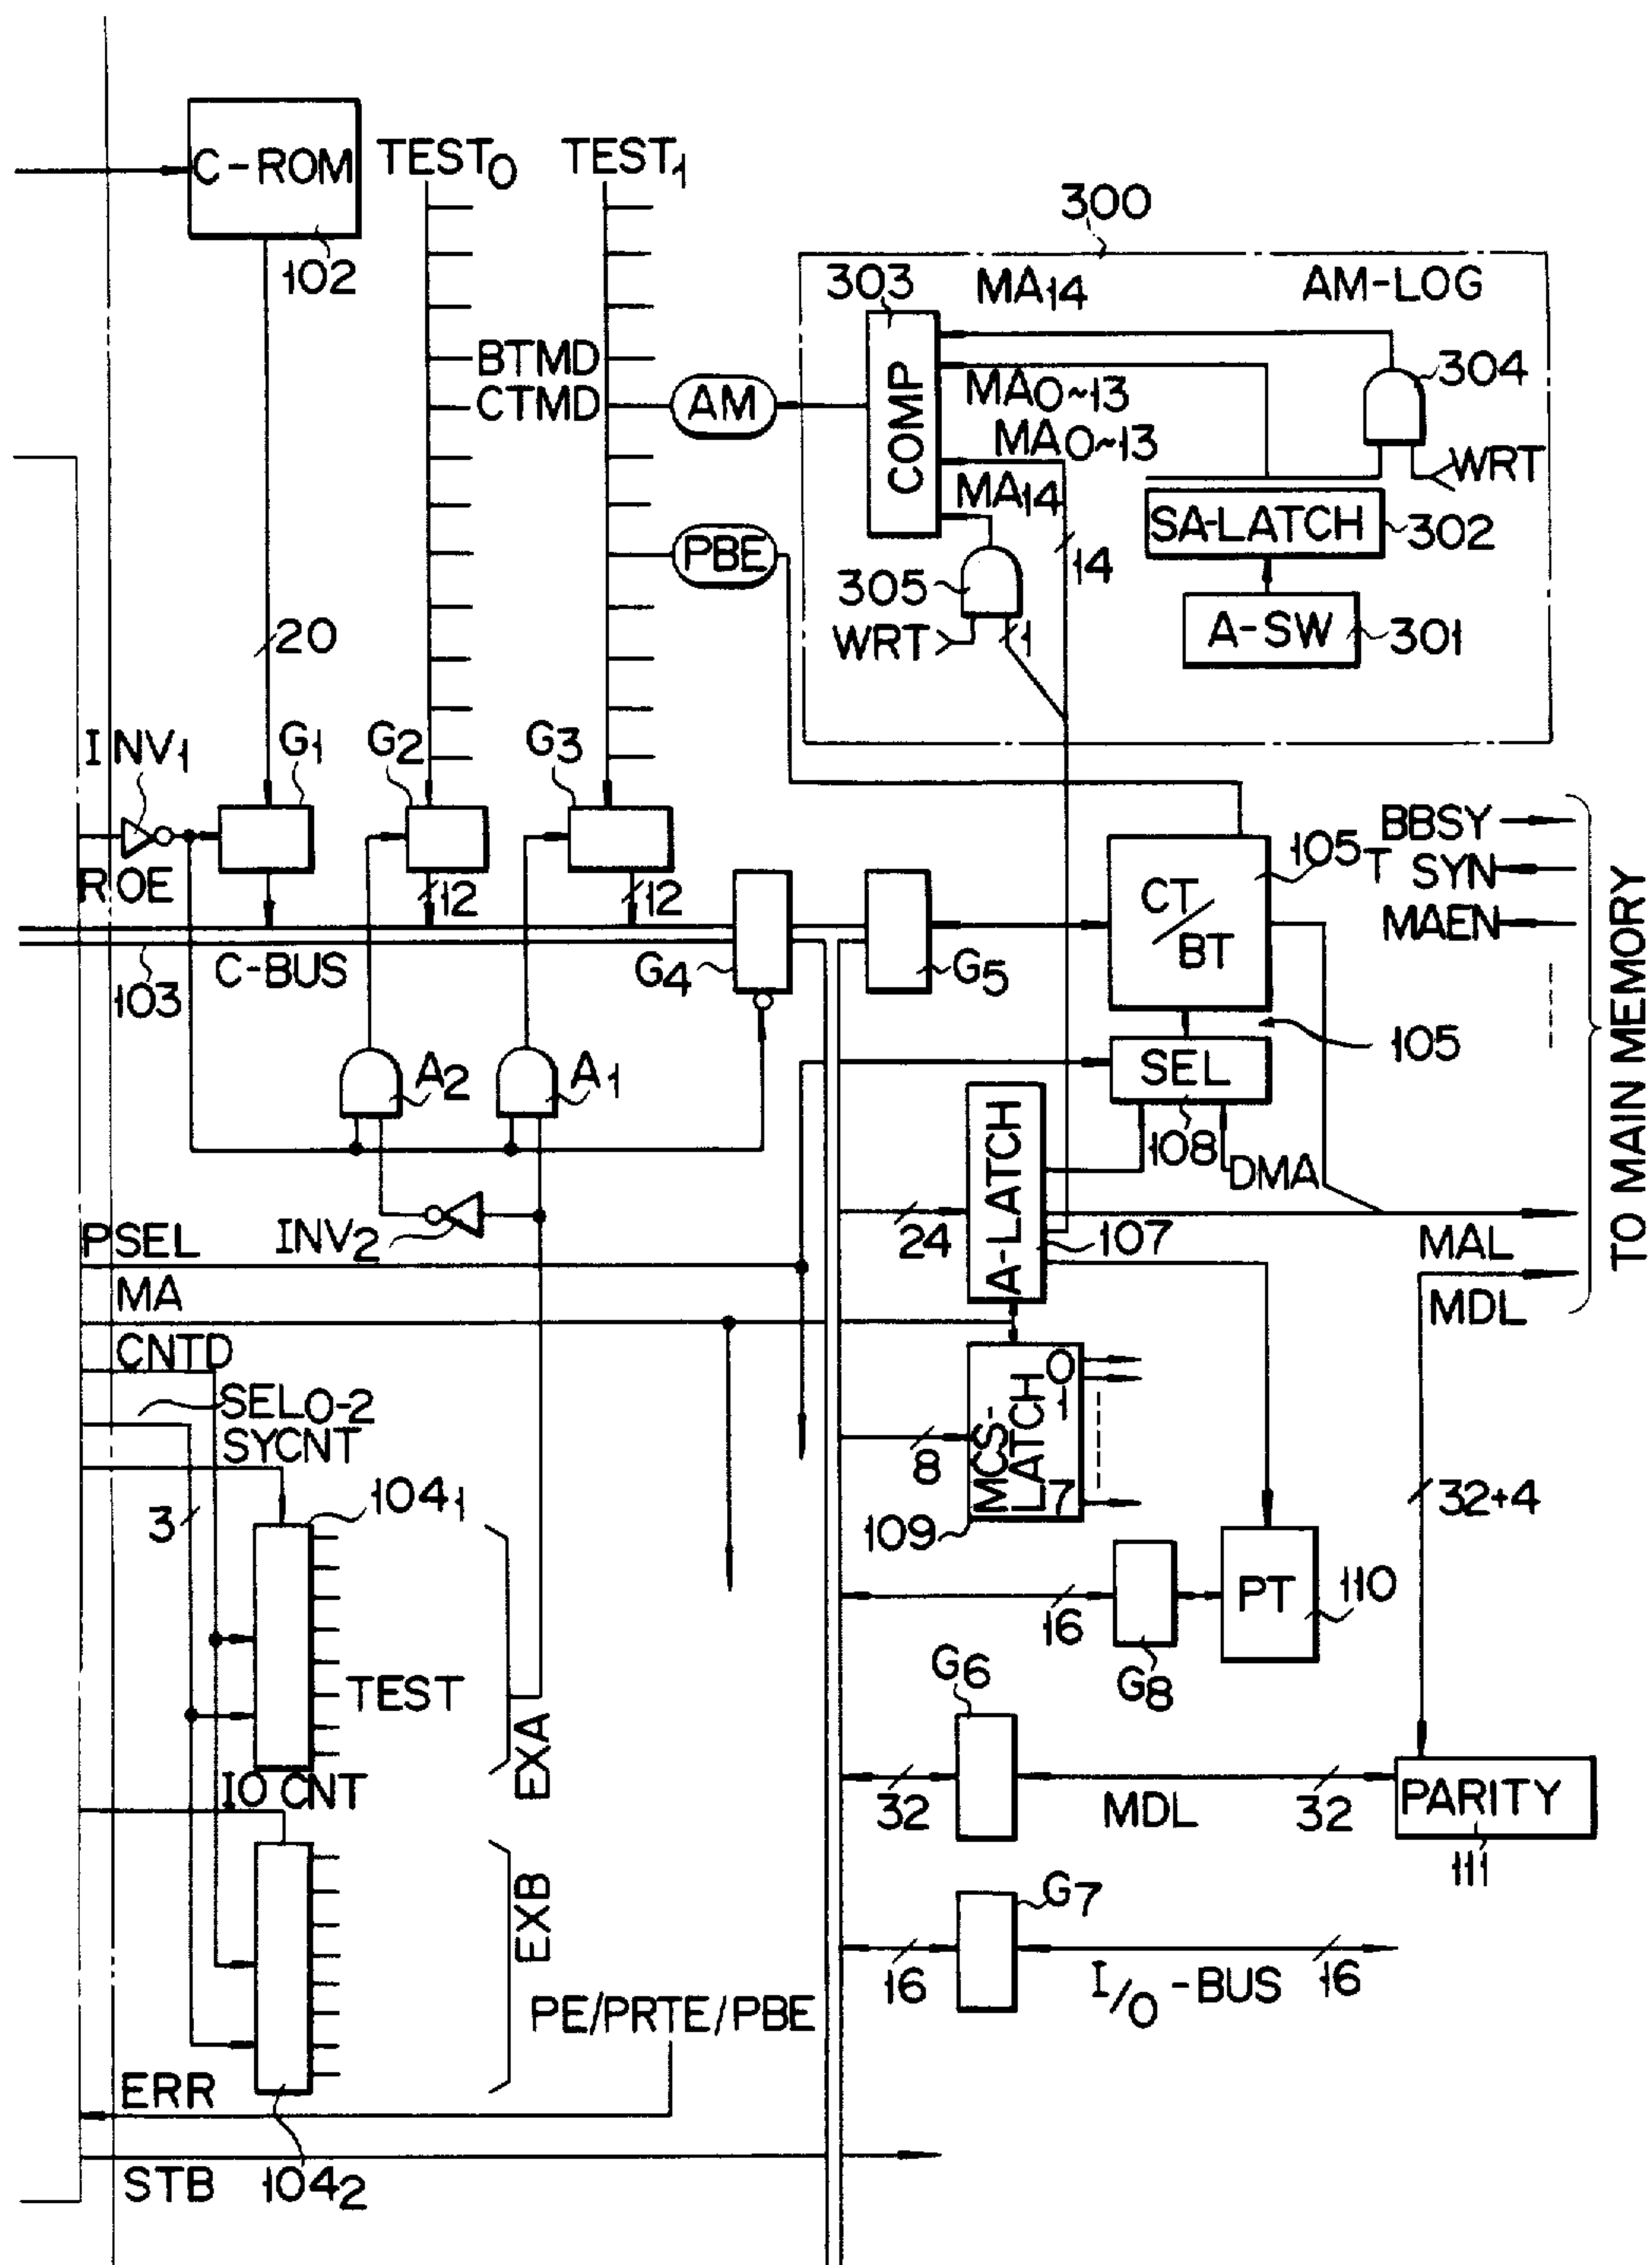 C-ROM
102
TEST0
TEST1
300
303
MA14
AM-LOG
BTMD
CTMD
AM
COMP
MA0~13
304
MA0~13
WRT
MA14
SA-LATCH
302
PBE
14
305
WRT
1
A-SW
301
20
INV1
G1
G2
G3
ROE
12
12
105T
BBSY
SYN
MAEN
CT/BT
C-BUS
103
G4
G5
105
SEL
A2
A1
108
DMA
A-LATCH
24
107
TO MAIN MEMORY
INV2
PSEL
MA
MAL
MDL
CNTD
SEL0-2
SYCNT
MCS-LATCH
0
1
7
8
109
32+4
3
1041
PT
110
16
G8
TEST
EXA
G6
IO CNT
32
MDL
32
PARITY
111
EXB
G7
16
I/O-BUS
16
PE/PRTE/PBE
ERR
STB
1042